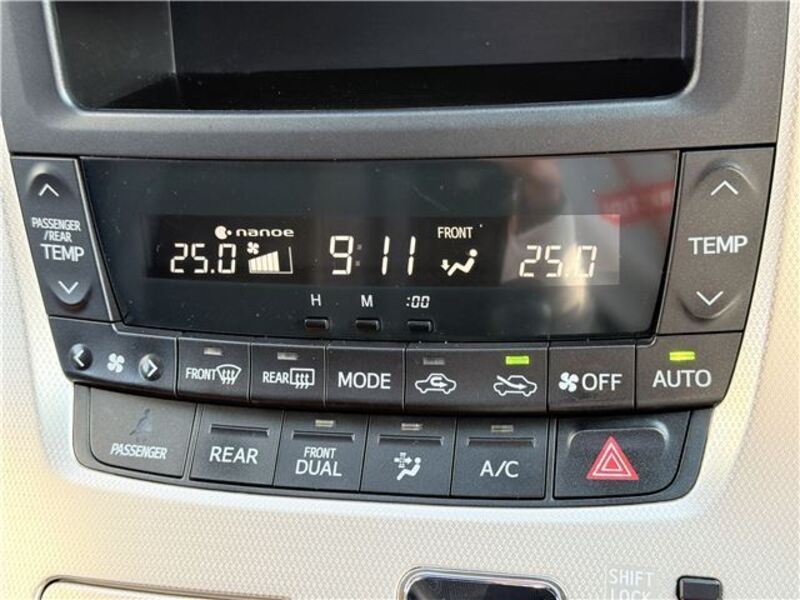 PASSENGER
/REAR
TEMP
nanoe
25.0
9:11
FRONT
25.0
TEMP
H M :00
FRONT REAR MODE OFF AUTO
PASSENGER
REAR
FRONT
DUAL
A/C
SHIFT
LOCK